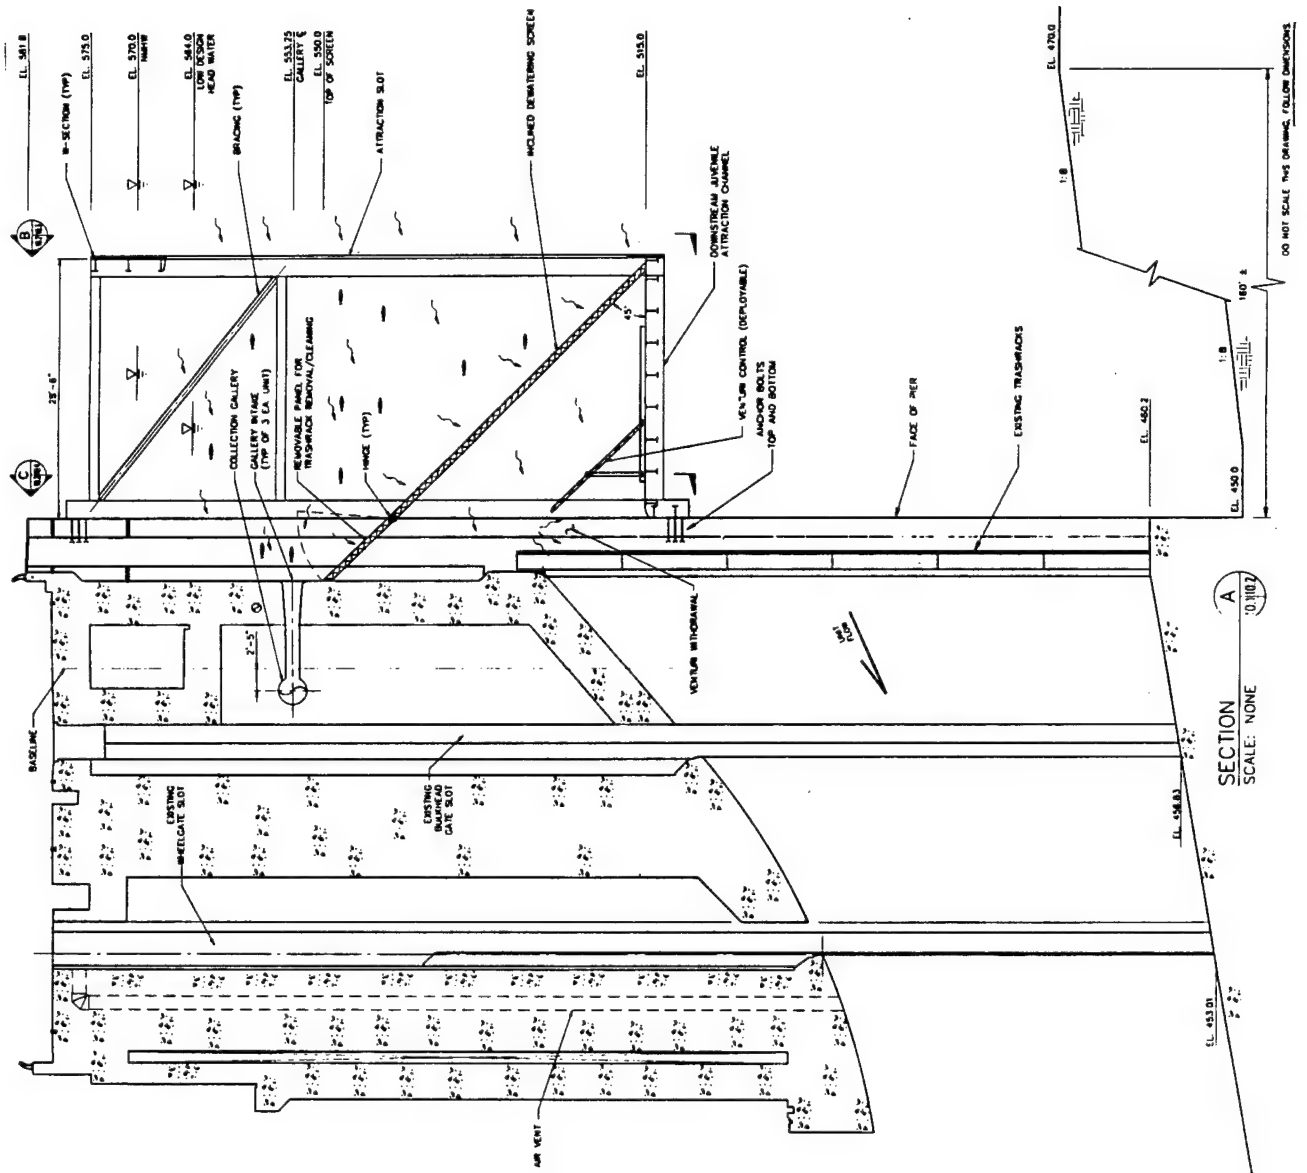 EL. 581.8
EL. 575.0
EL. 570.0
NMHW
EL. 564.0
LOW DESIGN
HEAD WATER
EL. 553.25
GALLERY ℄
EL. 550.0
TOP OF SCREEN
EL. 515.0
EL. 470.0
B
W-SECTION (TYP)
BRACING (TYP)
ATTRACTION SLOT
INCLINED DEWATERING SCREEN
DOWNSTREAM JUVENILE
ATTRACTION CHANNEL
C
25'-6"
COLLECTION GALLERY
GALLERY INTAKE
(TYP OF 3 EA UNIT)
REMOVABLE PANEL FOR
TRASHRACK REMOVAL/CLEANING
HINGE (TYP)
45°
VENTURI CONTROL (DEPLOYABLE)
ANCHOR BOLTS
TOP AND BOTTOM
FACE OF PIER
EXISTING TRASHRACKS
EL. 460.2
EL. 450.0
1:8
1:8
160' ±
DO NOT SCALE THIS DRAWING, FOLLOW DIMENSIONS
BASELINE
2'-5"
VENTURI WITHDRAWAL
UNIT
FLOW
EXISTING
WHEELGATE SLOT
EXISTING
BULKHEAD
GATE SLOT
AIR VENT
EL. 456.83
EL. 453.01
SECTION
SCALE: NONE
A